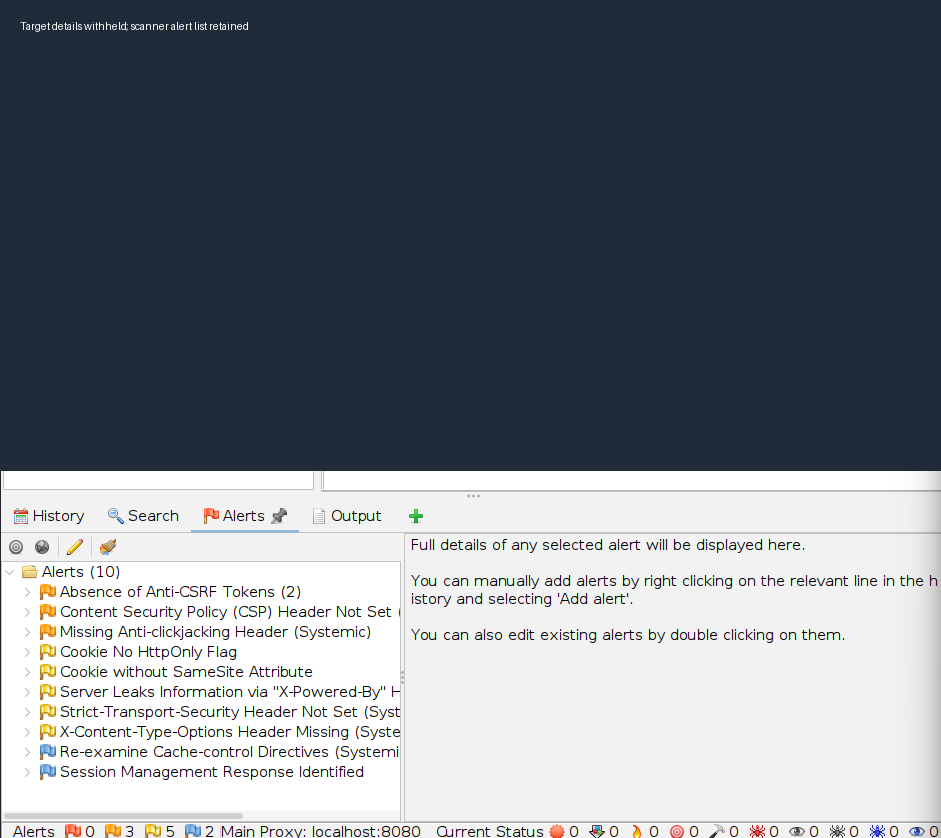 Target details withheld; scanner alert list retained
History Search Alerts Output
Full details of any selected alert will be displayed here.
You can manually add alerts by right clicking on the relevant line in the h
istory and selecting 'Add alert'.
You can also edit existing alerts by double clicking on them.
Alerts (10)
Absence of Anti-CSRF Tokens (2)
Content Security Policy (CSP) Header Not Set (
Missing Anti-clickjacking Header (Systemic)
Cookie No HttpOnly Flag
Cookie without SameSite Attribute
Server Leaks Information via "X-Powered-By" H
Strict-Transport-Security Header Not Set (Syst
X-Content-Type-Options Header Missing (Syste
Re-examine Cache-control Directives (Systemi
Session Management Response Identified
Alerts 0 3 5 2 Main Proxy: localhost:8080 Current Status 0 0 0 0 0 0 0 0 0 0